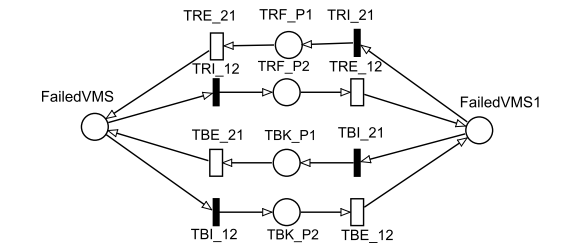 TRE_21 TRF_P1 TRI_21
TRI_12 TRF_P2 TRE_12
FailedVMS
FailedVMS1
TBE_21 TBK_P1 TBI_21
TBI_12 TBK_P2 TBE_12